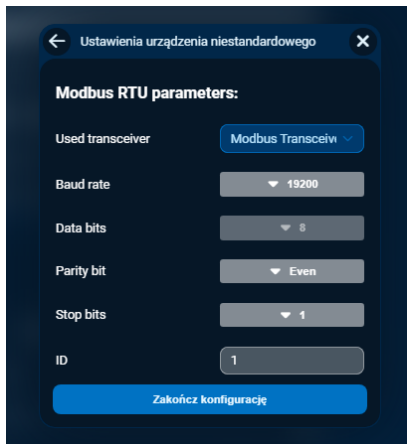 Ustawienia urządzenia niestandardowego
Modbus RTU parameters:
Used transceiver Modbus Transceiv
Baud rate 19200
Data bits 8
Parity bit Even
Stop bits 1
ID 1
Zakończ konfigurację